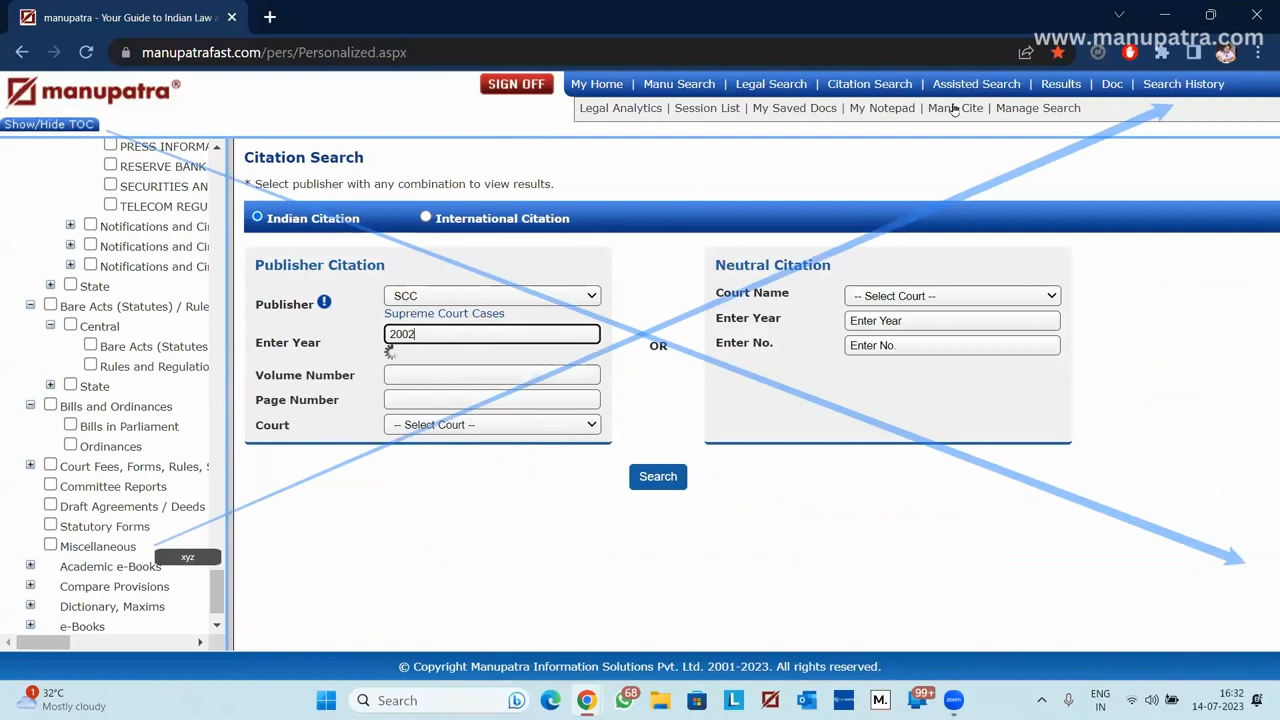 manupatra - Your Guide to Indian Law a
manupatrafast.com/pers/Personalized.aspx
www.manupatra.com
manupatra®
SIGN OFF
My Home | Manu Search | Legal Search | Citation Search | Assisted Search | Results | Doc | Search History
Legal Analytics | Session List | My Saved Docs | My Notepad | Manu Cite | Manage Search
Show/Hide TOC
PRESS INFORMA
RESERVE BANK
SECURITIES AN
TELECOM REGU
Notifications and Ci
Notifications and Ci
Notifications and Ci
State
Bare Acts (Statutes) / Rule
Central
Bare Acts (Statutes
Rules and Regulatio
State
Bills and Ordinances
Bills in Parliament
Ordinances
Court Fees, Forms, Rules, S
Committee Reports
Draft Agreements / Deeds
Statutory Forms
Miscellaneous
xyz
Academic e-Books
Compare Provisions
Dictionary, Maxims
e-Books
Citation Search
* Select publisher with any combination to view results.
Indian Citation
International Citation
Publisher Citation
Publisher
SCC
Supreme Court Cases
Enter Year
2002
Volume Number
Page Number
Court
-- Select Court --
OR
Neutral Citation
Court Name
-- Select Court --
Enter Year
Enter Year
Enter No.
Enter No.
Search
© Copyright Manupatra Information Solutions Pvt. Ltd. 2001-2023. All rights reserved.
1
32°C
Mostly cloudy
Search
68
L
M.
99+
ENG
IN
16:32
14-07-2023